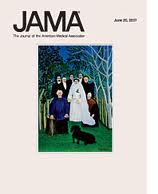 JAMA
The Journal of the American Medical Association
June 20, 2007